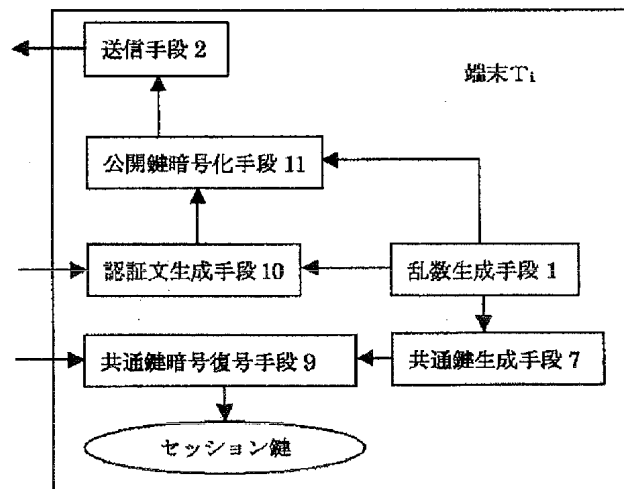 送信手段 2
端末Ti
公開鍵暗号化手段 11
認証文生成手段 10
乱数生成手段 1
共通鍵暗号復号手段 9
共通鍵生成手段 7
セッション鍵